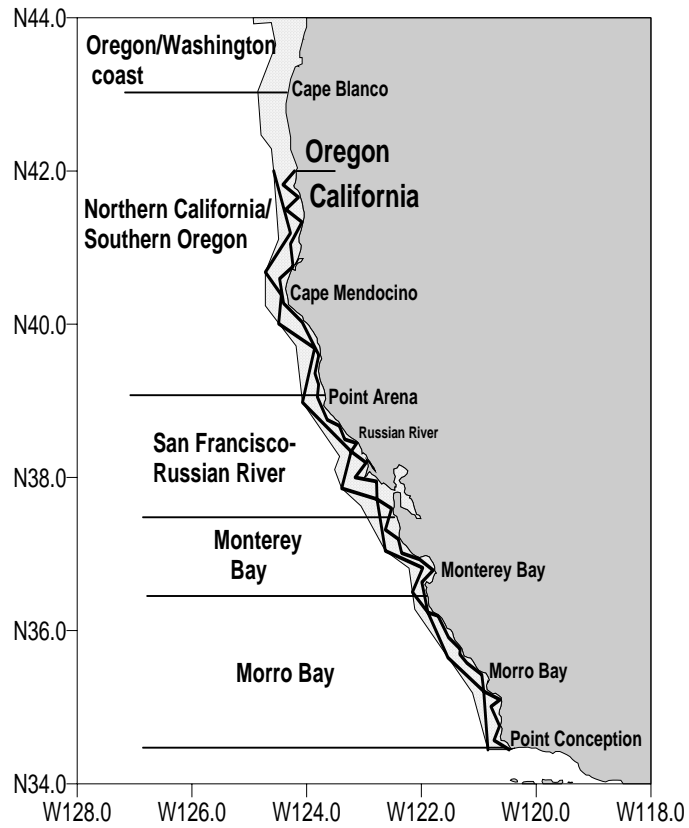 N44.0
Oregon/Washington
coast
Cape Blanco
Oregon
N42.0
California
Northern California/
Southern Oregon
Cape Mendocino
N40.0
Point Arena
Russian River
San Francisco-
Russian River
N38.0
Monterey
Bay
Monterey Bay
N36.0
Morro Bay
Morro Bay
Point Conception
N34.0
W128.0 W126.0 W124.0 W122.0 W120.0 W118.0